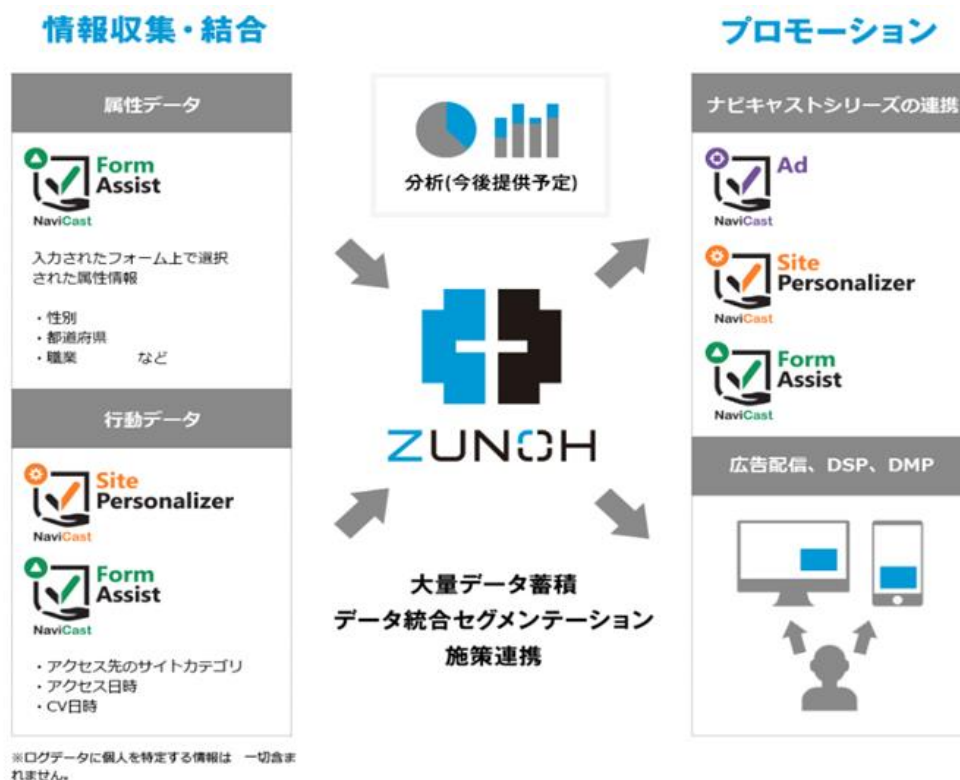 情報収集・結合
属性データ
Form
Assist
NaviCast
入力されたフォーム上で選択
された属性情報
・性別
・都道府県
・職業　　　など
行動データ
Site
Personalizer
NaviCast
Form
Assist
NaviCast
・アクセス先のサイトカテゴリ
・アクセス日時
・CV日時
※ログデータに個人を特定する情報は　一切含ま
れません。
分析(今後提供予定)
ZUNOH
大量データ蓄積
データ統合セグメンテーション
施策連携
プロモーション
ナビキャストシリーズの連携
Ad
NaviCast
Site
Personalizer
NaviCast
Form
Assist
NaviCast
広告配信、DSP、DMP